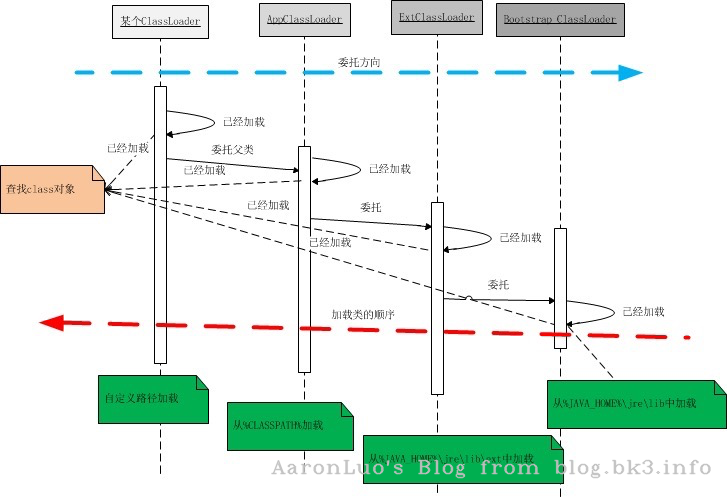 某个ClassLoader
AppClassLoader
ExtClassLoader
Bootstrap ClassLoader
委托方向
已经加载
已经加载
委托父类
已经加载
已经加载
查找class对象
已经加载
委托
已经加载
已经加载
委托
已经加载
加载类的顺序
自定义路径加载
从%CLASSPATH%加载
从%JAVA_HOME%\jre\lib中加载
从%JAVA_HOME%\jre\lib\ext中加载
AaronLuo's Blog from blog.bk3.info